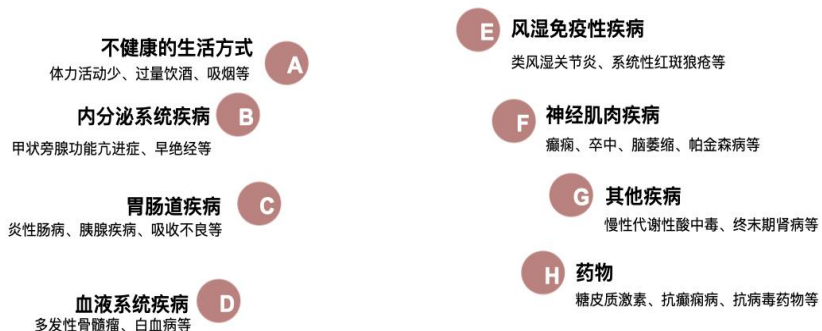 不健康的生活方式
A
体力活动少、过量饮酒、吸烟等
内分泌系统疾病
B
甲状旁腺功能亢进症、早绝经等
胃肠道疾病
C
炎性肠病、胰腺疾病、吸收不良等
血液系统疾病
D
多发性骨髓瘤、白血病等
E
风湿免疫性疾病
类风湿关节炎、系统性红斑狼疮等
F
神经肌肉疾病
癫痫、卒中、脑萎缩、帕金森病等
G
其他疾病
慢性代谢性酸中毒、终末期肾病等
H
药物
糖皮质激素、抗癫痫病、抗病毒药物等